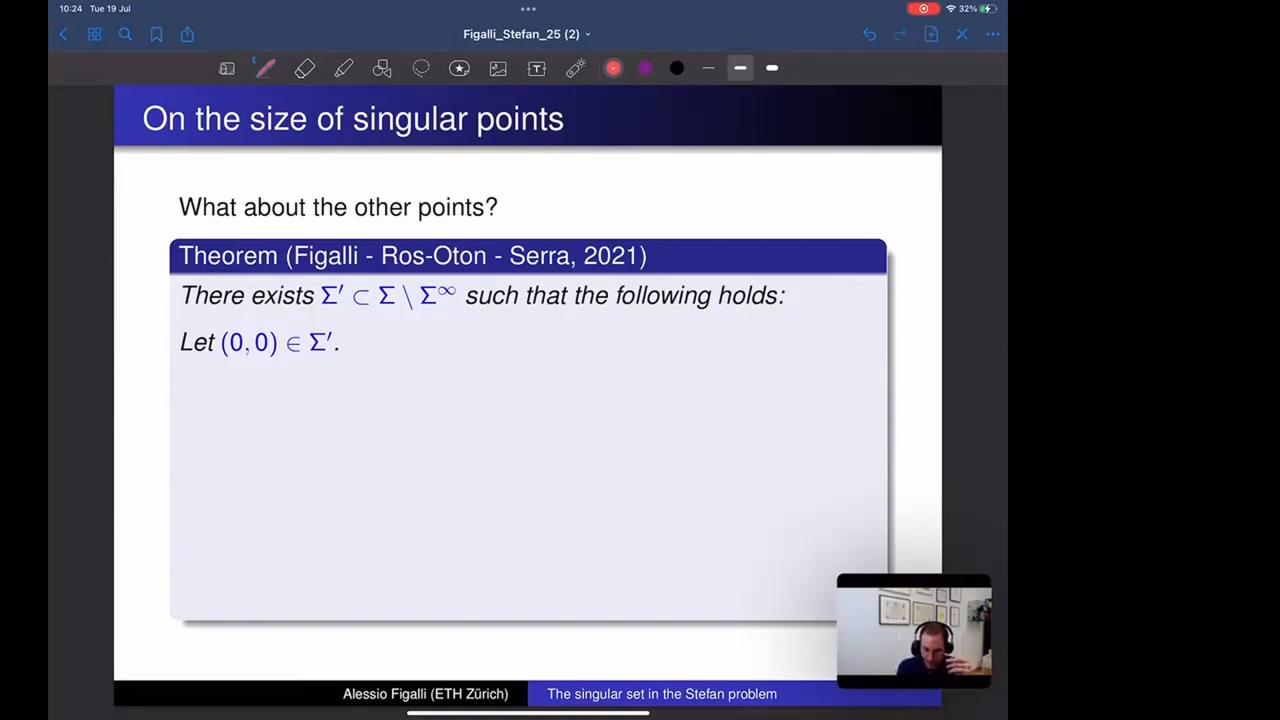 10:24 Tue 19 Jul
32%
Figalli_Stefan_25 (2)
On the size of singular points
What about the other points?
Theorem (Figalli - Ros-Oton - Serra, 2021)
There exists Σ′ ⊂ Σ \ Σ∞ such that the following holds:
Let (0, 0) ∈ Σ′.
Alessio Figalli (ETH Zürich)
The singular set in the Stefan problem